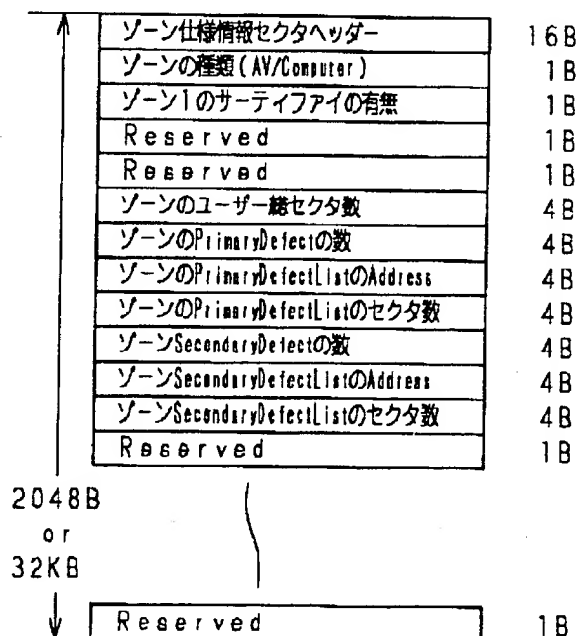 ゾーン仕様情報セクタヘッダー 16B
ゾーンの種類(AV/Computer) 1B
ゾーン1のサーティファイの有無 1B
Reserved 1B
Reserved 1B
ゾーンのユーザー総セクタ数 4B
ゾーンのPrimaryDefectの数 4B
ゾーンのPrimaryDefectListのAddress 4B
ゾーンのPrimaryDefectListのセクタ数 4B
ゾーンSecondaryDefectの数 4B
ゾーンSecondaryDefectListのAddress 4B
ゾーンSecondaryDefectListのセクタ数 4B
Reserved 1B
2048B
or
32KB
Reserved 1B